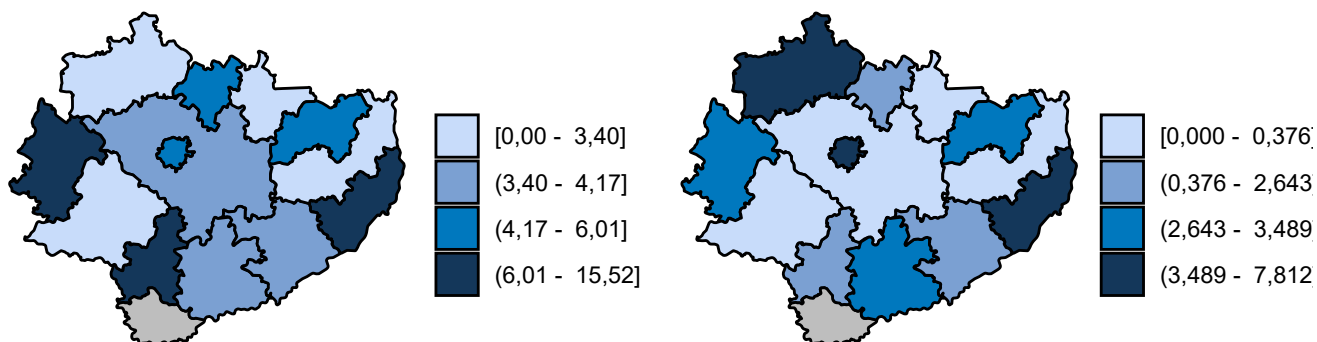 [0,00 - 3,40]
(3,40 - 4,17]
(4,17 - 6,01]
(6,01 - 15,52]
[0,000 - 0,376]
(0,376 - 2,643]
(2,643 - 3,489]
(3,489 - 7,812]